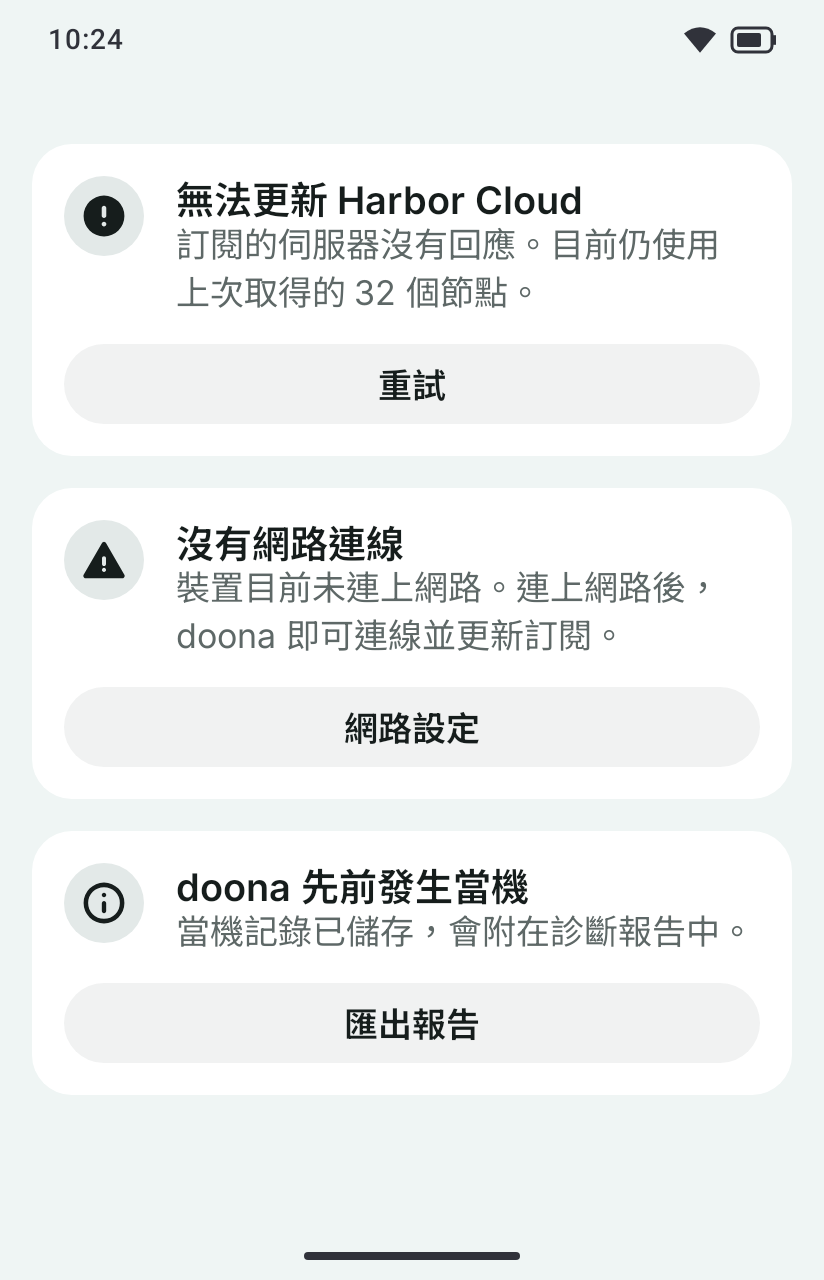 10:24
無法更新 Harbor Cloud
訂閱的伺服器沒有回應。目前仍使用
上次取得的 32 個節點。
重試
沒有網路連線
裝置目前未連上網路。連上網路後，
doona 即可連線並更新訂閱。
網路設定
doona 先前發生當機
當機記錄已儲存，會附在診斷報告中。
匯出報告